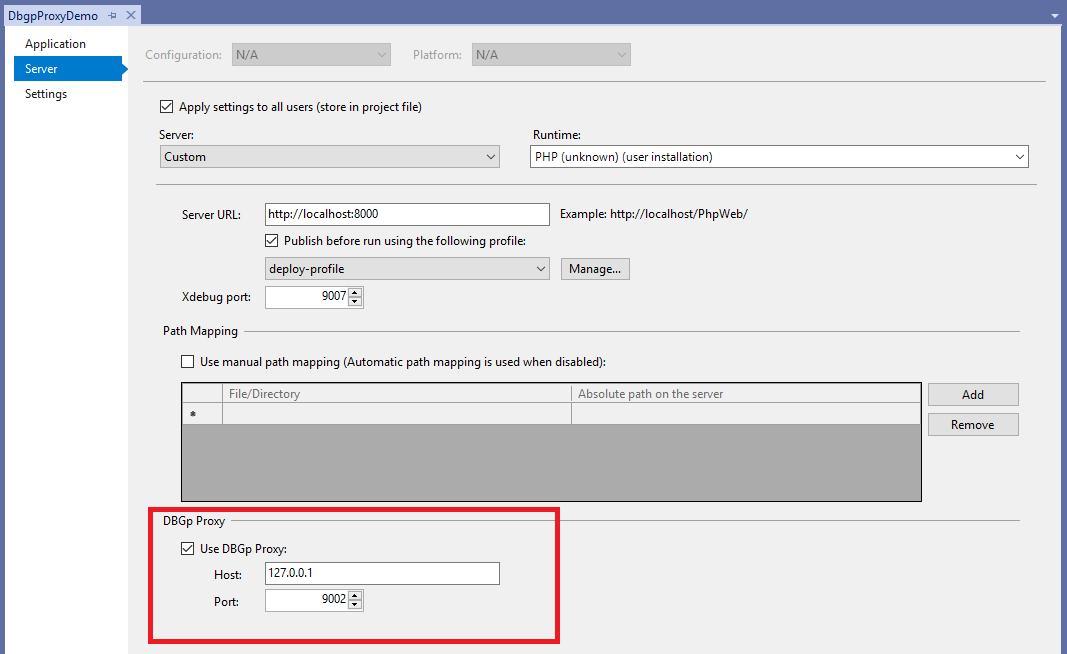 DbgpProxyDemo
Application
Server
Settings
Configuration: N/A Platform: N/A
Apply settings to all users (store in project file)
Server: Runtime:
Custom PHP (unknown) (user installation)
Server URL: http://localhost:8000 Example: http://localhost/PhpWeb/
Publish before run using the following profile:
deploy-profile Manage...
Xdebug port: 9007
Path Mapping
Use manual path mapping (Automatic path mapping is used when disabled):
File/Directory Absolute path on the server Add
* Remove
DBGp Proxy
Use DBGp Proxy:
Host: 127.0.0.1
Port: 9002